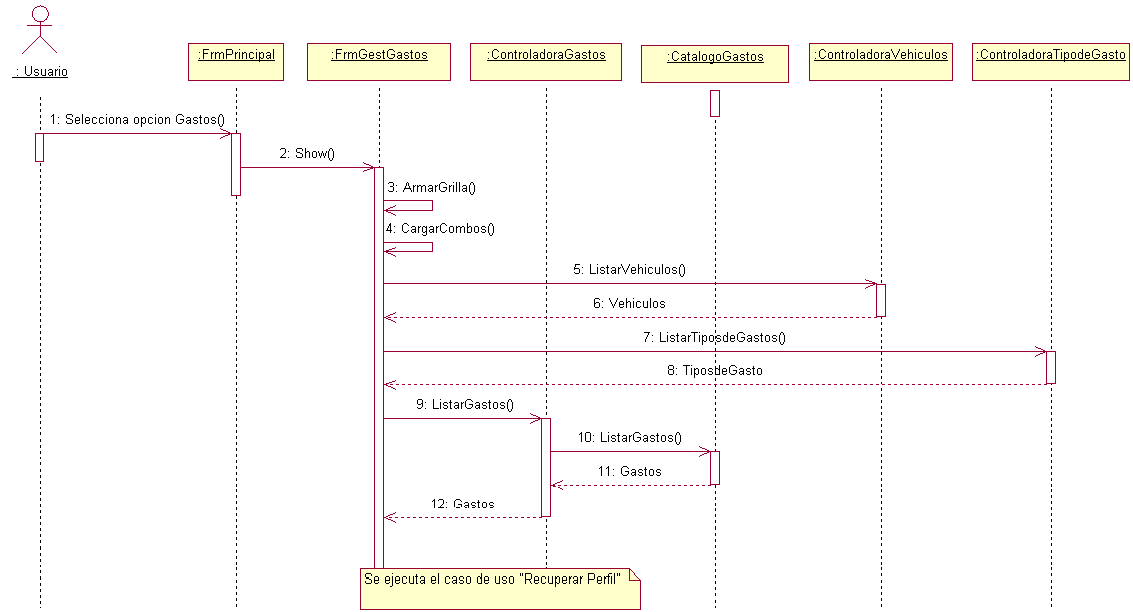 : Usuario
:FrmPrincipal
:FrmGestGastos
:ControladoraGastos
:CatalogoGastos
:ControladoraVehiculos
:ControladoraTipodeGasto
1: Selecciona opcion Gastos()
2: Show()
3: ArmarGrilla()
4: CargarCombos()
5: ListarVehiculos()
6: Vehiculos
7: ListarTiposdeGastos()
8: TiposdeGasto
9: ListarGastos()
10: ListarGastos()
11: Gastos
12: Gastos
Se ejecuta el caso de uso "Recuperar Perfil"